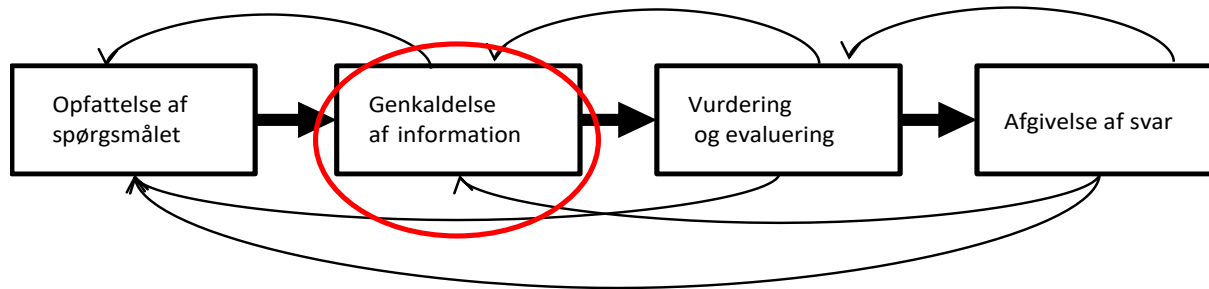 Opfattelse af
spørgsmålet
Genkaldelse
af information
Vurdering
og evaluering
Afgivelse af svar